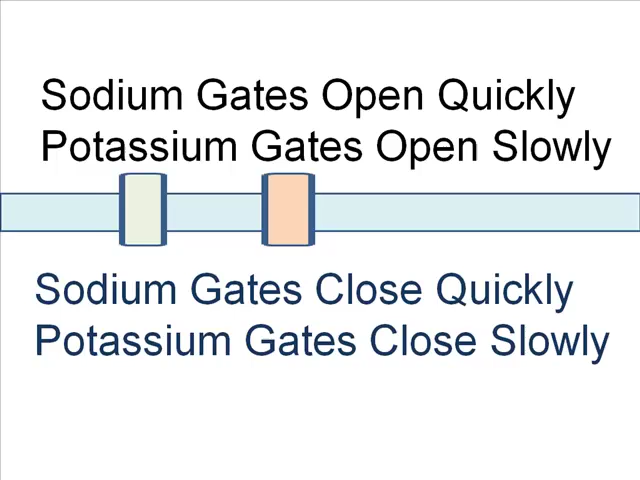 Sodium Gates Open Quickly
Potassium Gates Open Slowly
Sodium Gates Close Quickly
Potassium Gates Close Slowly